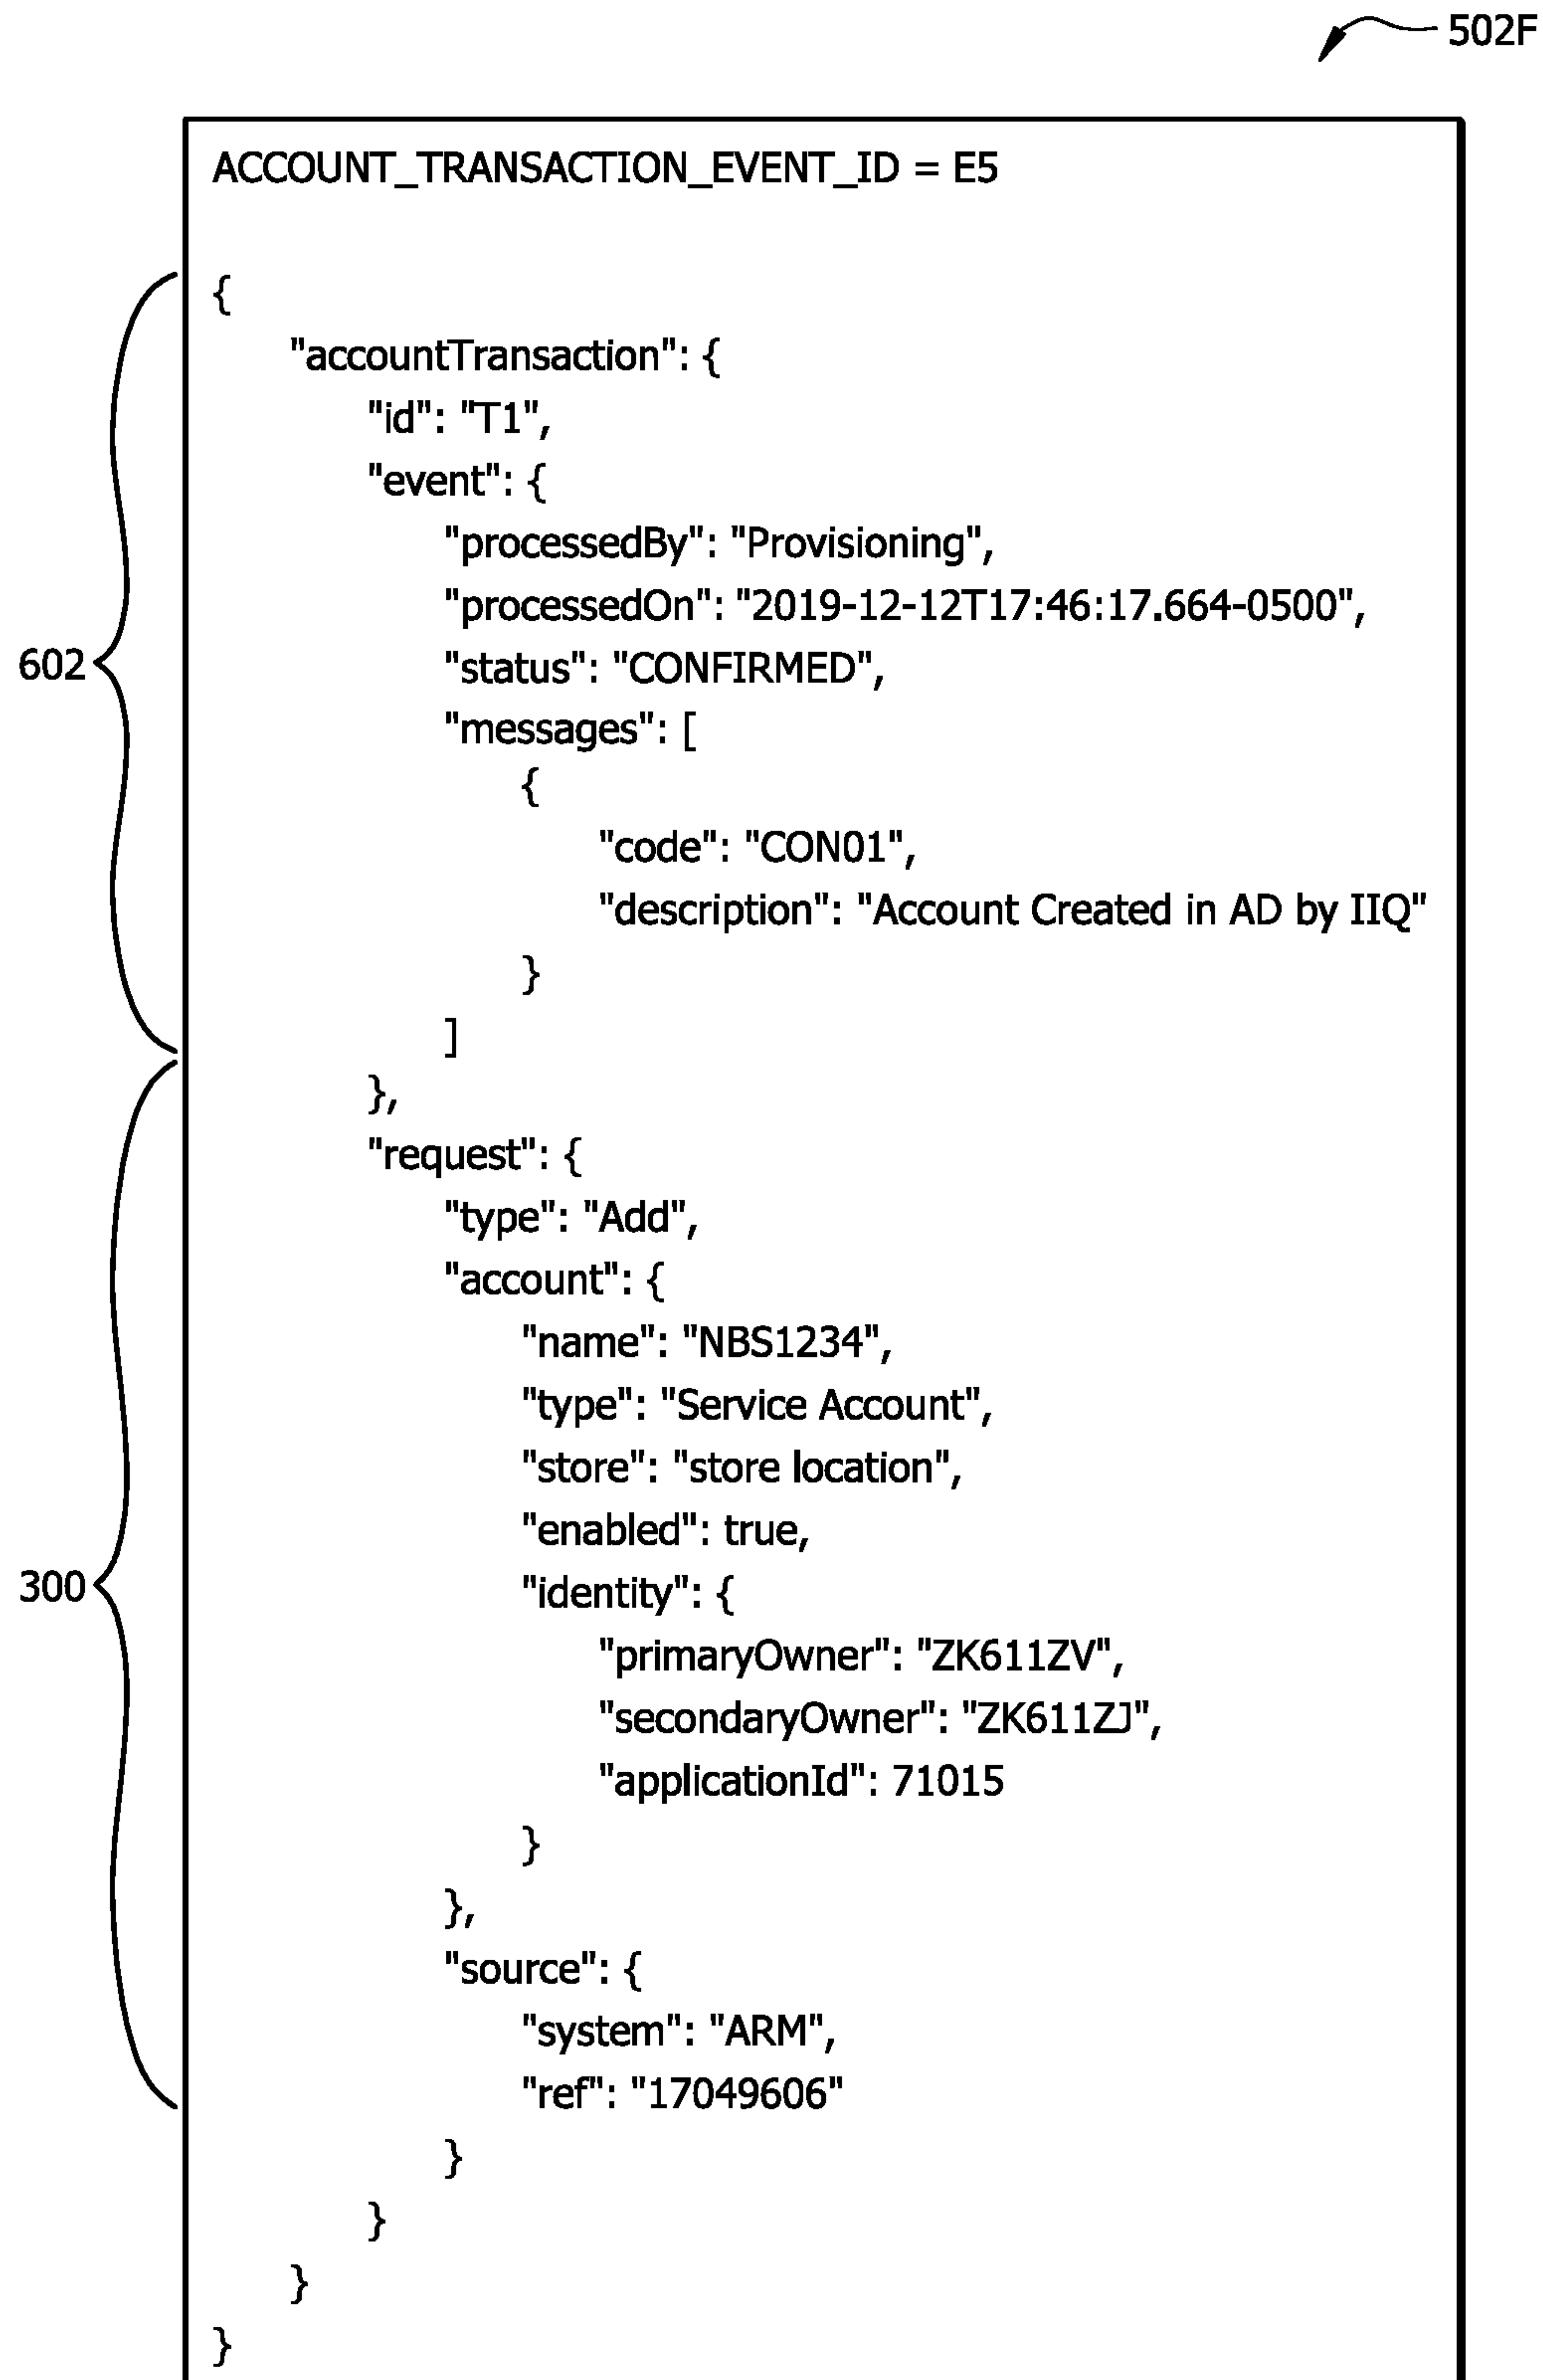 502F
ACCOUNT_TRANSACTION_EVENT_ID = E5
{
"accountTransaction": {
"id": "T1",
"event": {
"processedBy": "Provisioning",
"processedOn": "2019-12-12T17:46:17.664-0500",
602
"status": "CONFIRMED",
"messages": [
{
"code": "CON01",
"description": "Account Created in AD by IIQ"
}
]
},
"request": {
"type": "Add",
"account": {
"name": "NBS1234",
"type": "Service Account",
"store": "store location",
"enabled": true,
300
"identity": {
"primaryOwner": "ZK611ZV",
"secondaryOwner": "ZK611ZJ",
"applicationId": 71015
}
},
"source": {
"system": "ARM",
"ref": "17049606"
}
}
}
}